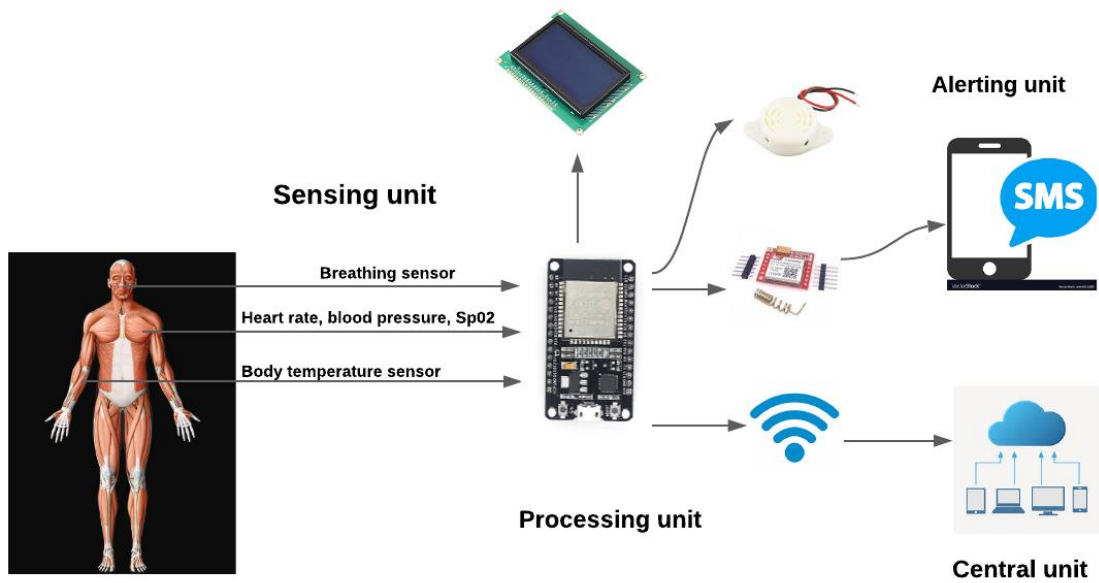 Alerting unit
SMS
Sensing unit
Breathing sensor
Heart rate, blood pressure, Sp02
Body temperature sensor
VectorStock
Processing unit
Central unit